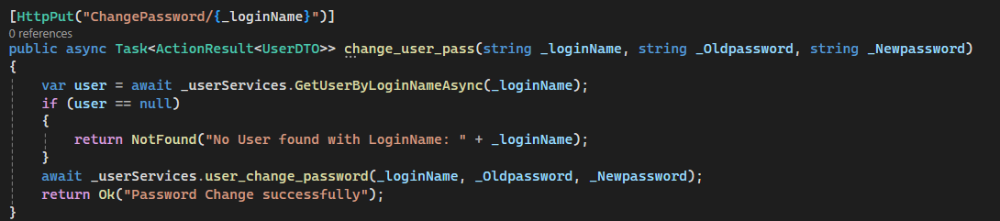 [HttpPut("ChangePassword/{_loginName}")]
0 references
public async Task<ActionResult<UserDTO>> change_user_pass(string _loginName, string _Oldpassword, string _Newpassword)
{
var user = await _userServices.GetUserByLoginNameAsync(_loginName);
if (user == null)
{
return NotFound("No User found with LoginName: " + _loginName);
}
await _userServices.user_change_password(_loginName, _Oldpassword, _Newpassword);
return Ok("Password Change successfully");
}